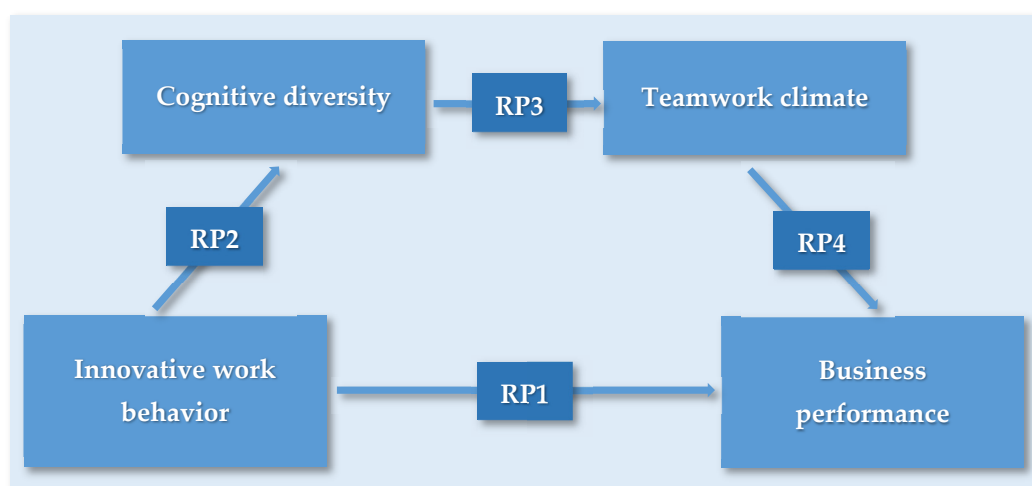 Cognitive diversity
RP3
Teamwork climate
RP2
RP4
Innovative work
behavior
RP1
Business
performance